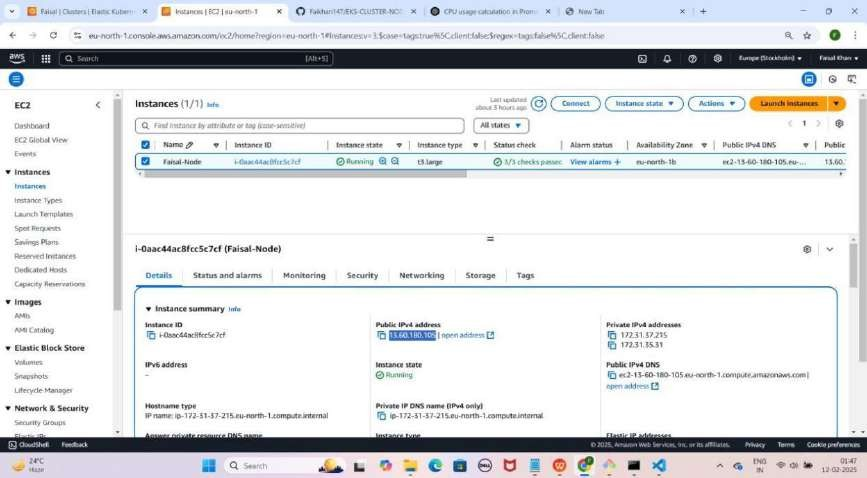 Faisal | Clusters | Elastic Kubern
Instances | EC2 | eu-north-1
Faikhan147/EKS-CLUSTER-NOD
CPU usage calculation in Prom
New Tab
eu-north-1.console.aws.amazon.com/ec2/home?region=eu-north-1#Instances:v=3;$case=tags:true%5C,client:false;$regex=tags:false%5C,client:false
aws
Search [Alt+S]
Europe (Stockholm)
Faisal Khan
EC2
Dashboard
EC2 Global View
Events
Instances
Instances
Instance Types
Launch Templates
Spot Requests
Savings Plans
Reserved Instances
Dedicated Hosts
Capacity Reservations
Images
AMIs
AMI Catalog
Elastic Block Store
Volumes
Snapshots
Lifecycle Manager
Network & Security
Security Groups
Elastic IPs
Instances (1/1) Info
Last updated
about 3 hours ago
Connect
Instance state
Actions
Launch instances
Find Instance by attribute or tag (case-sensitive)
All states
1
Name Instance ID Instance state Instance type Status check Alarm status Availability Zone Public IPv4 DNS Public
Faisal-Node i-0aac44ac8fcc5c7cf Running t3.large 3/3 checks passec View alarms + eu-north-1b ec2-13-60-180-105.eu-... 13.60.
i-0aac44ac8fcc5c7cf (Faisal-Node)
Details Status and alarms Monitoring Security Networking Storage Tags
Instance summary Info
Instance ID
i-0aac44ac8fcc5c7cf
Public IPv4 address
13.60.180.105 | open address
Private IPv4 addresses
172.31.37.215
172.31.35.31
IPv6 address
–
Instance state
Running
Public IPv4 DNS
ec2-13-60-180-105.eu-north-1.compute.amazonaws.com |
open address
Hostname type
IP name: ip-172-31-37-215.eu-north-1.compute.internal
Private IP DNS name (IPv4 only)
ip-172-31-37-215.eu-north-1.compute.internal
Answer private resource DNS name
Instance type
Elastic IP addresses
CloudShell Feedback
© 2025, Amazon Web Services, Inc. or its affiliates. Privacy Terms Cookie preferences
24°C
Haze
Search
ENG
IN
01:47
12-02-2025